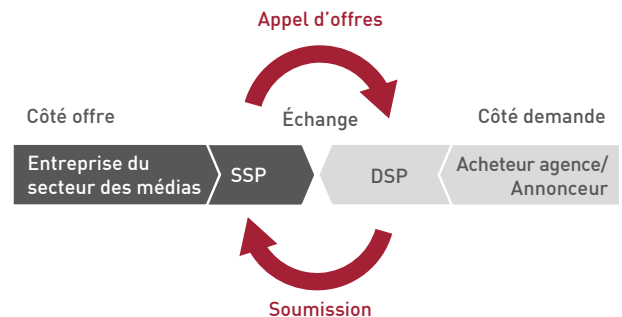 Appel d’offres
Côté offre
Échange
Côté demande
Entreprise du
secteur des médias
SSP
DSP
Acheteur agence/
Annonceur
Soumission